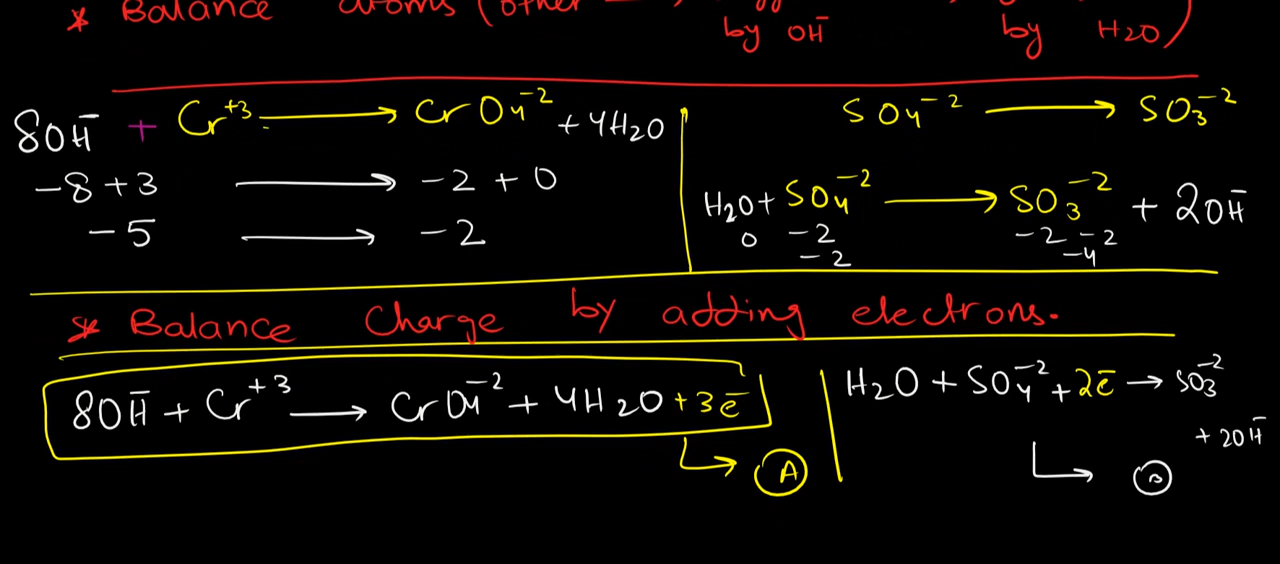 * Balance atoms (other
by OH⁻ by H2O)
8OH⁻ + Cr⁺³ ⟶ CrO4⁻² + 4H2O
-8+3 ⟶ -2 + 0
-5 ⟶ -2
SO4⁻² ⟶ SO3⁻²
H2O + SO4⁻² ⟶ SO3⁻² + 2OH⁻
0 -2 -2 -2
-2 -4
* Balance Charge by adding electrons.
8OH⁻ + Cr⁺³ ⟶ CrO4⁻² + 4H2O + 3e⁻
A
H2O + SO4⁻² + 2e⁻ → SO3⁻²
+ 2OH⁻
B